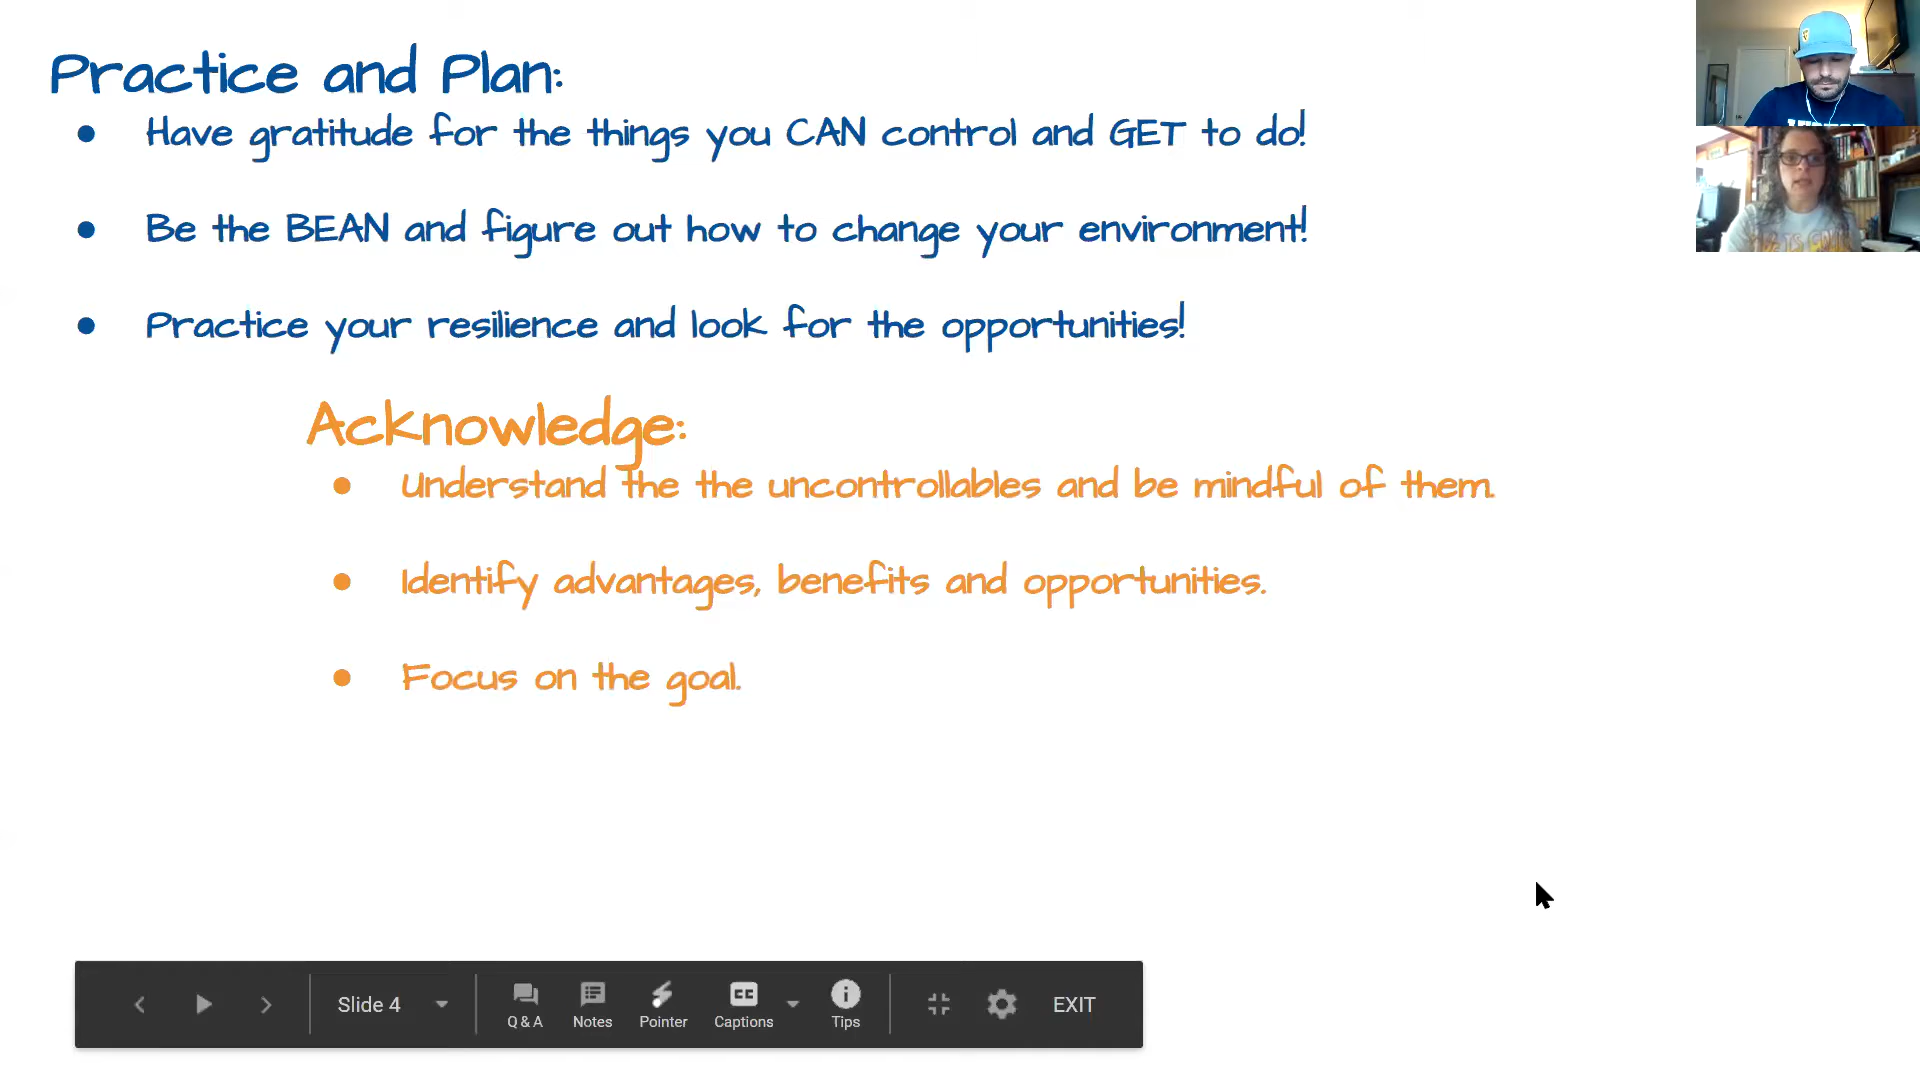 Practice and Plan:
● Have gratitude for the things you CAN control and GET to do!
● Be the BEAN and figure out how to change your environment!
● Practice your resilience and look for the opportunities!
Acknowledge:
● Understand the the uncontrollables and be mindful of them.
● Identify advantages, benefits and opportunities.
● Focus on the goal.
Slide 4
Q & A
Notes
Pointer
CC
Captions
Tips
EXIT